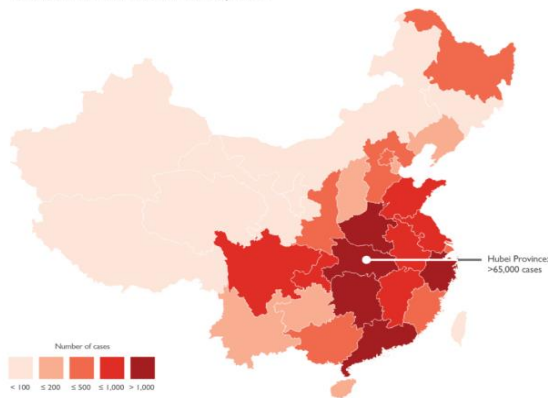 Hubei Province:
>65,000 cases
Number of cases
< 100 ≤ 200 ≤ 500 ≤ 1,000 > 1,000